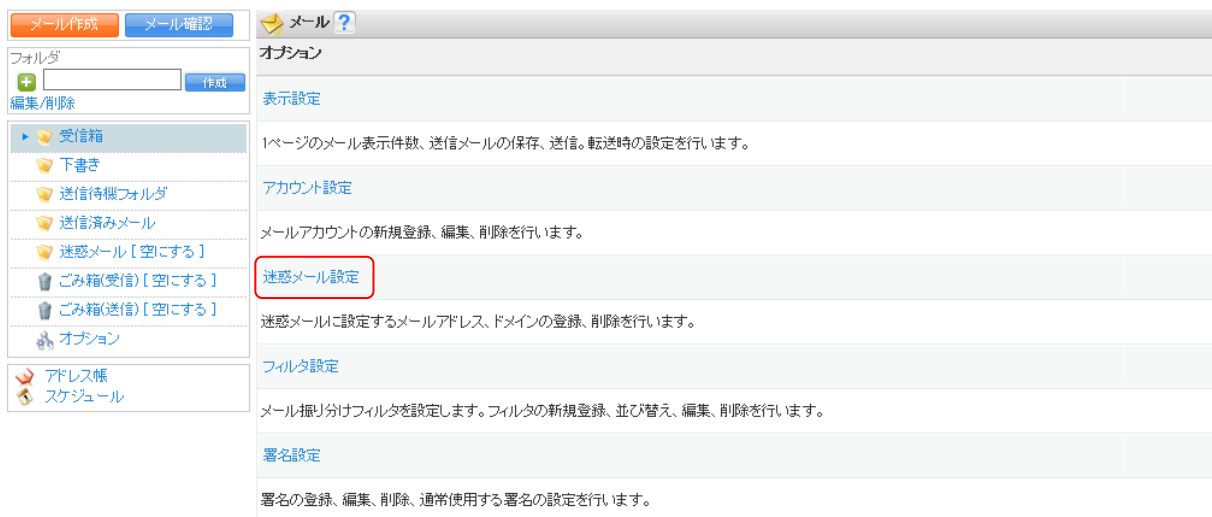 メール作成
メール確認
フォルダ
作成
編集/削除
受信箱
下書き
送信待機フォルダ
送信済みメール
迷惑メール [ 空にする ]
ごみ箱(受信) [ 空にする ]
ごみ箱(送信) [ 空にする ]
オプション
アドレス帳
スケジュール
メール ?
オプション
表示設定
1ページのメール表示件数、送信メールの保存、送信。転送時の設定を行います。
アカウント設定
メールアカウントの新規登録、編集、削除を行います。
迷惑メール設定
迷惑メールに設定するメールアドレス、ドメインの登録、削除を行います。
フィルタ設定
メール振り分けフィルタを設定します。フィルタの新規登録、並び替え、編集、削除を行います。
署名設定
署名の登録、編集、削除、通常使用する署名の設定を行います。